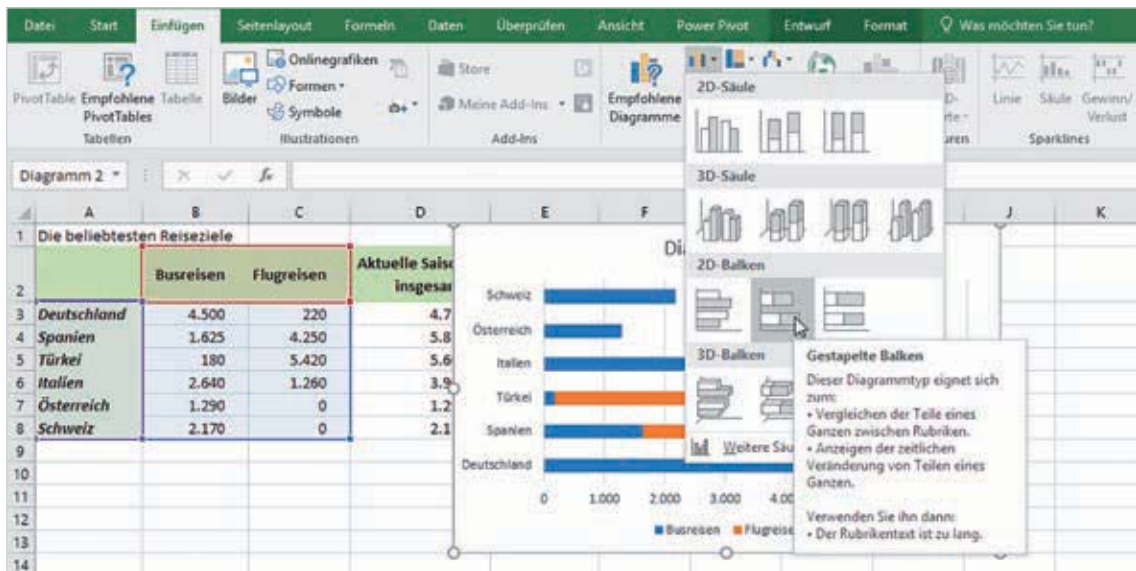 Datei Start Einfügen Seitenlayout Formeln Daten Überprüfen Ansicht Power Pivot Entwurf Format Was möchten Sie tun?
PivotTable Empfohlene PivotTables Tabelle
Tabellen
Bilder
Onlinegrafiken
Formen
Symbole
Illustrationen
Store
Meine Add-Ins
Add-Ins
Empfohlene Diagramme
Linie Säule Gewinn/ Verlust
Sparklines
Diagramm 2
fx
A B C D E F J K
1 Die beliebtesten Reiseziele
2 Busreisen Flugreisen Aktuelle Sais
3 Deutschland 4.500 220 4.7
4 Spanien 1.625 4.250 5.8
5 Türkei 180 5.420 5.6
6 Italien 2.640 1.260 3.9
7 Österreich 1.290 0 1.2
8 Schweiz 2.170 0 2.1
9
10
11
12
13
14
Di
Schweiz
Österreich
Italien
Türkei
Spanien
Deutschland
0 1.000 2.000 3.000 4.00
Busreisen Flugreise
2D-Säule
3D-Säule
2D-Balken
3D-Balken
Weitere Säu
Gestapelte Balken
Dieser Diagrammtyp eignet sich
zum:
• Vergleichen der Teile eines
Ganzen zwischen Rubriken.
• Anzeigen der zeitlichen
Veränderung von Teilen eines
Ganzen.
Verwenden Sie ihn dann:
• Der Rubrikentext ist zu lang.